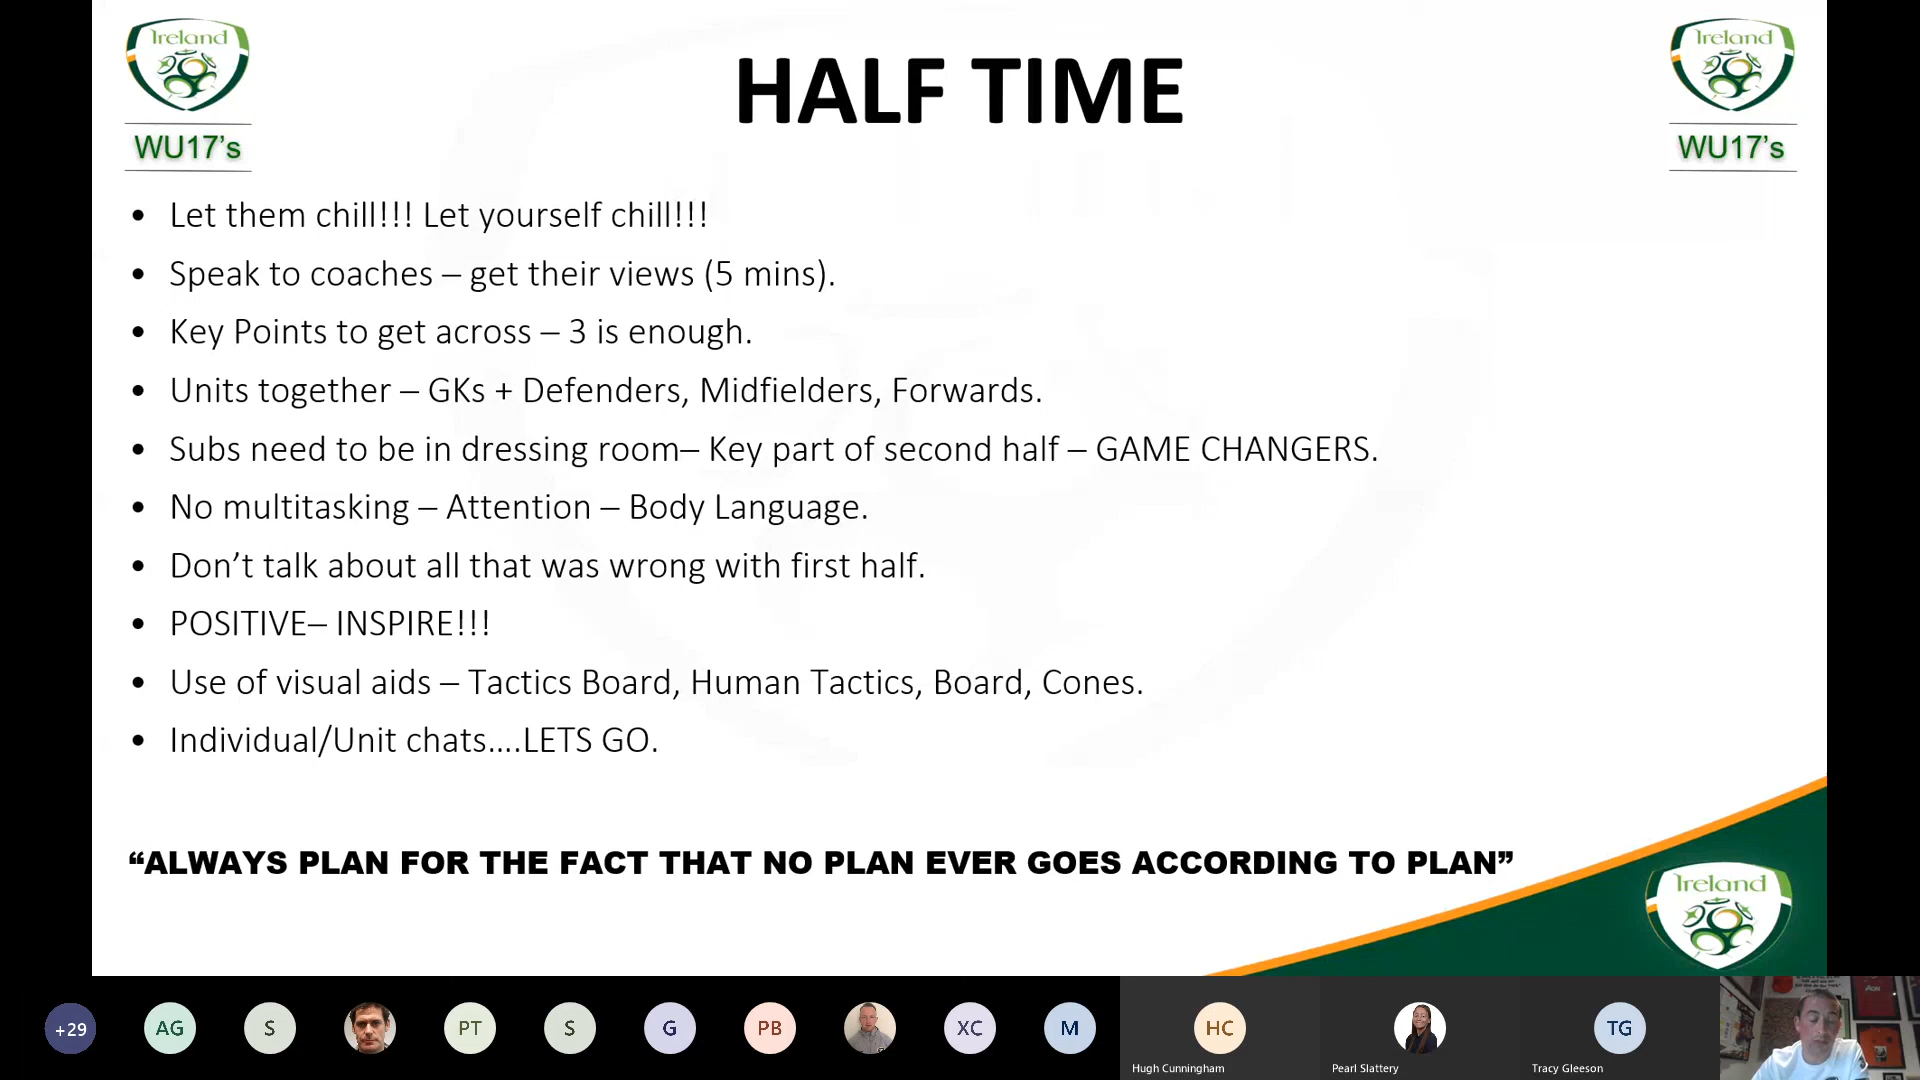 Ireland
WU17’s
HALF TIME
Ireland
WU17’s
• Let them chill!!! Let yourself chill!!!
• Speak to coaches – get their views (5 mins).
• Key Points to get across – 3 is enough.
• Units together – GKs + Defenders, Midfielders, Forwards.
• Subs need to be in dressing room– Key part of second half – GAME CHANGERS.
• No multitasking – Attention – Body Language.
• Don’t talk about all that was wrong with first half.
• POSITIVE– INSPIRE!!!
• Use of visual aids – Tactics Board, Human Tactics, Board, Cones.
• Individual/Unit chats….LETS GO.
“ALWAYS PLAN FOR THE FACT THAT NO PLAN EVER GOES ACCORDING TO PLAN”
Ireland
+29
AG
S
PT
S
G
PB
XC
M
HC
TG
Hugh Cunningham
Pearl Slattery
Tracy Gleeson
AON